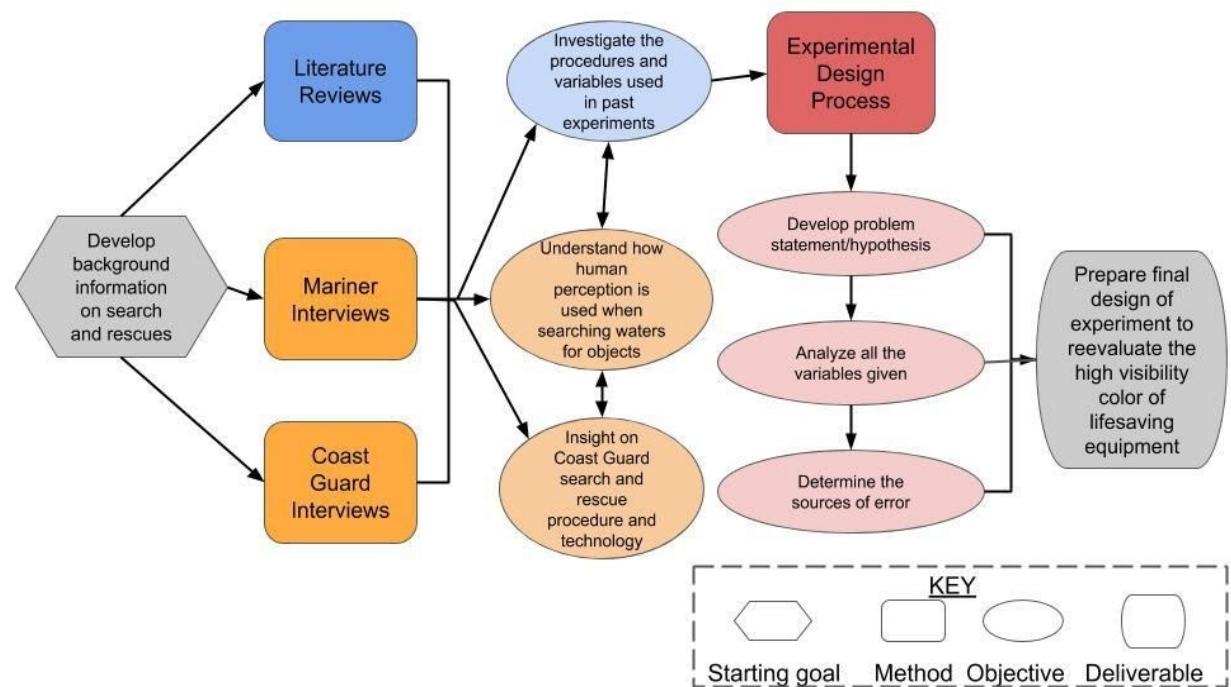 Develop
background
information
on search
and rescues
Literature
Reviews
Mariner
Interviews
Coast
Guard
Interviews
Investigate the
procedures and
variables used
in past
experiments
Understand how
human
perception is
used when
searching waters
for objects
Insight on
Coast Guard
search and
rescue
procedure and
technology
Experimental
Design
Process
Develop problem
statement/hypothesis
Analyze all the
variables given
Determine the
sources of error
Prepare final
design of
experiment to
reevaluate the
high visibility
color of
lifesaving
equipment
KEY
Starting goal
Method
Objective
Deliverable